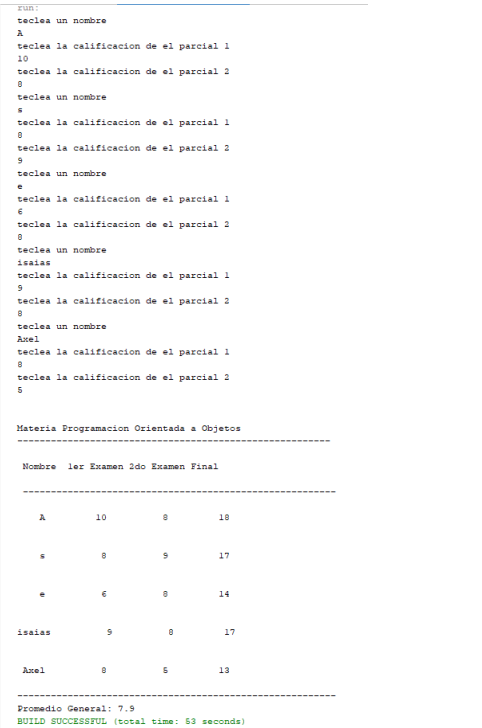 run:
teclea un nombre
A
teclea la calificacion de el parcial 1
10
teclea la calificacion de el parcial 2
8
teclea un nombre
s
teclea la calificacion de el parcial 1
8
teclea la calificacion de el parcial 2
9
teclea un nombre
e
teclea la calificacion de el parcial 1
6
teclea la calificacion de el parcial 2
8
teclea un nombre
isaias
teclea la calificacion de el parcial 1
9
teclea la calificacion de el parcial 2
8
teclea un nombre
Axel
teclea la calificacion de el parcial 1
8
teclea la calificacion de el parcial 2
5
Materia Programacion Orientada a Objetos
-------------------------------------------------------
Nombre 1er Examen 2do Examen Final
-------------------------------------------------------
A 10 8 18
s 8 9 17
e 6 8 14
isaias 9 8 17
Axel 8 5 13
--------------------------------------------------------
Promedio General: 7.9
BUILD SUCCESSFUL (total time: 53 seconds)